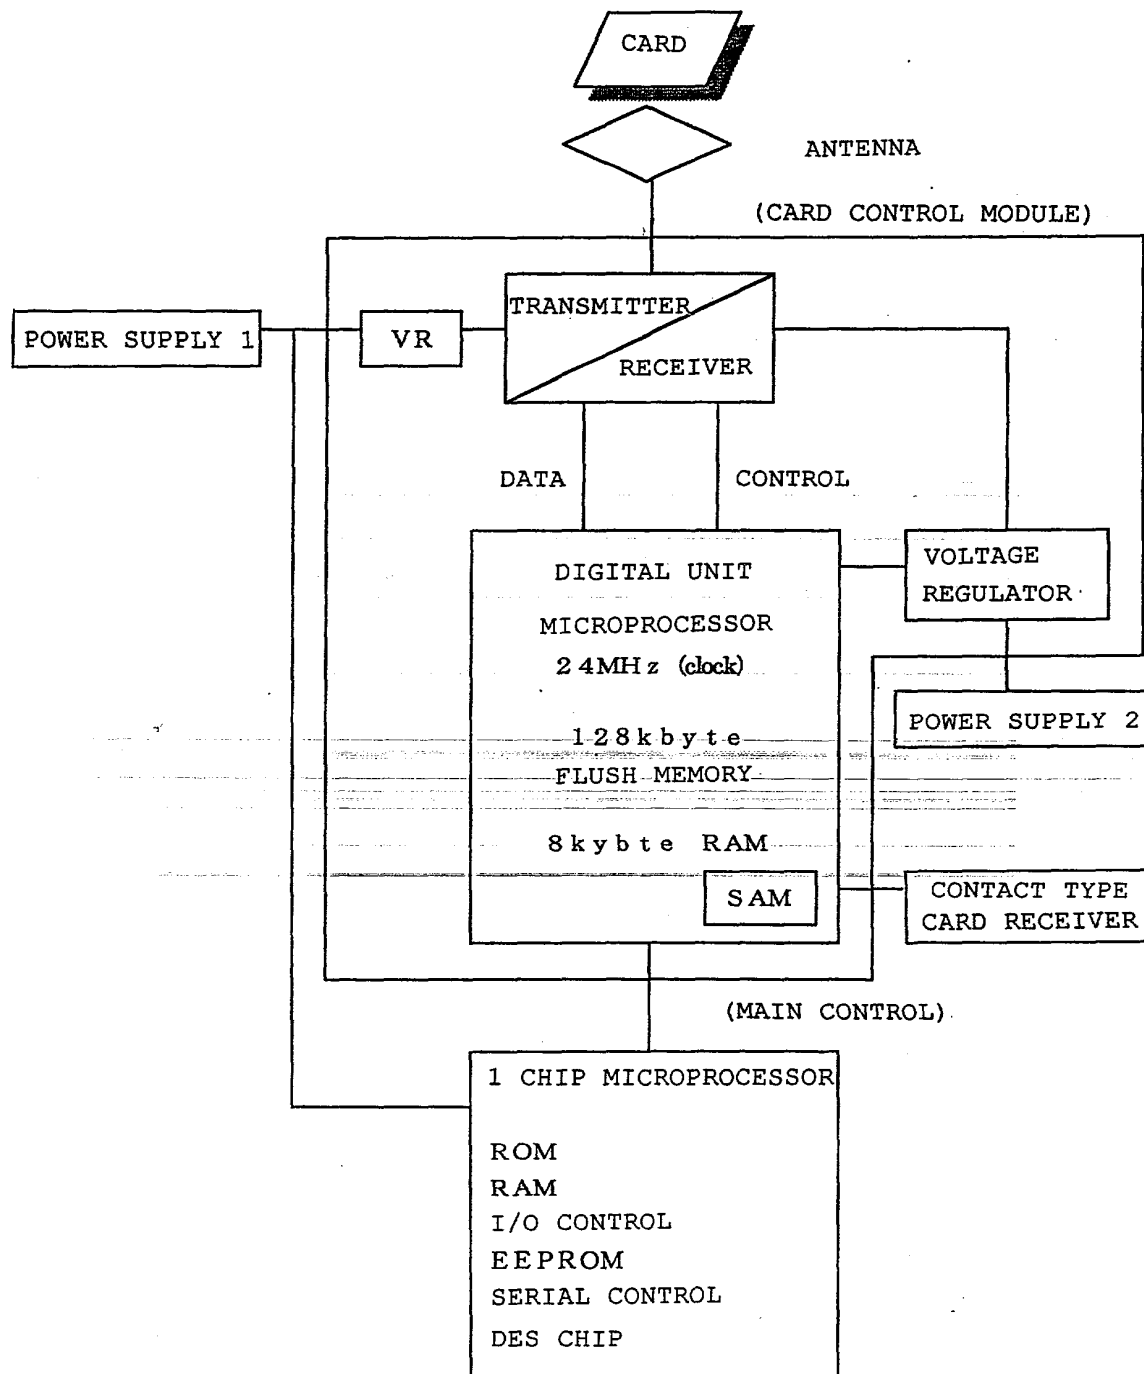 CARD
ANTENNA
(CARD CONTROL MODULE)
TRANSMITTER
POWER SUPPLY 1
VR
RECEIVER
DATA
CONTROL
DIGITAL UNIT
VOLTAGE
REGULATOR
MICROPROCESSOR
24MHz (clock)
POWER SUPPLY 2
128kbyte
FLUSH MEMORY
8kybte RAM
SAM
CONTACT TYPE
CARD RECEIVER
(MAIN CONTROL)
1 CHIP MICROPROCESSOR
ROM
RAM
I/O CONTROL
EEPROM
SERIAL CONTROL
DES CHIP